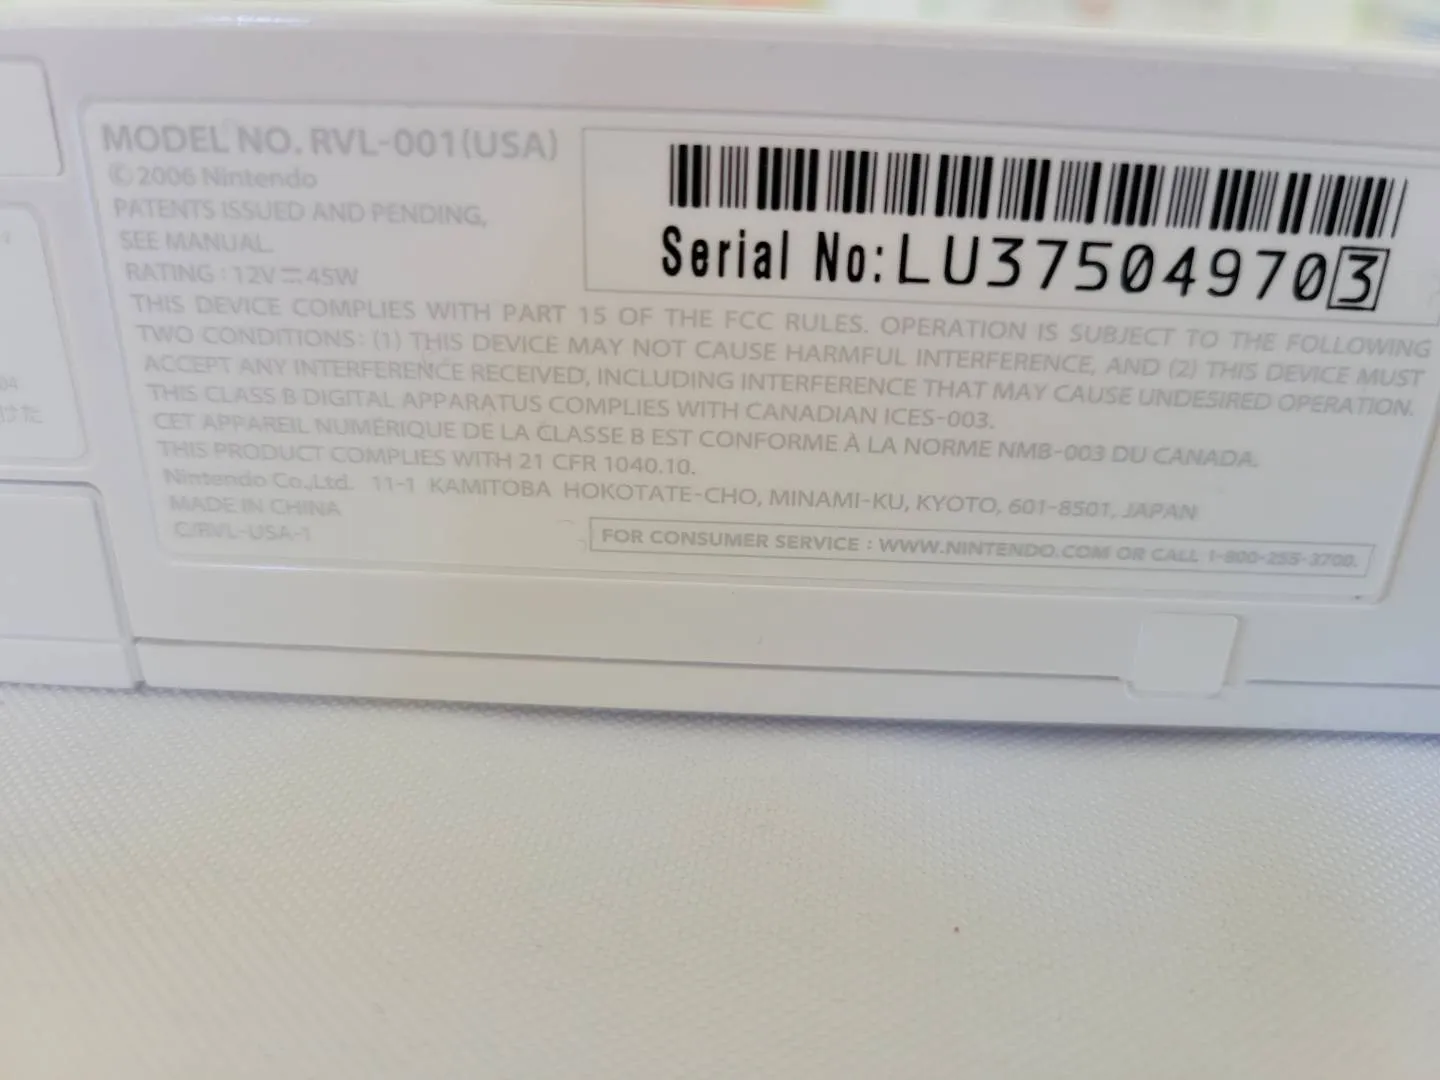 MODEL NO. RVL-001(USA)
© 2006 Nintendo
PATENTS ISSUED AND PENDING,
SEE MANUAL.
RATING : 12V ⎓ 45W
Serial No:LU375049703
THIS DEVICE COMPLIES WITH PART 15 OF THE FCC RULES. OPERATION IS SUBJECT TO THE FOLLOWING
TWO CONDITIONS: (1) THIS DEVICE MAY NOT CAUSE HARMFUL INTERFERENCE, AND (2) THIS DEVICE MUST
ACCEPT ANY INTERFERENCE RECEIVED, INCLUDING INTERFERENCE THAT MAY CAUSE UNDESIRED OPERATION.
THIS CLASS B DIGITAL APPARATUS COMPLIES WITH CANADIAN ICES-003.
CET APPAREIL NUMÉRIQUE DE LA CLASSE B EST CONFORME À LA NORME NMB-003 DU CANADA.
THIS PRODUCT COMPLIES WITH 21 CFR 1040.10.
Nintendo Co.,Ltd. 11-1 KAMITOBA HOKOTATE-CHO, MINAMI-KU, KYOTO, 601-8501, JAPAN
MADE IN CHINA
C/RVL-USA-1
FOR CONSUMER SERVICE : WWW.NINTENDO.COM OR CALL 1-800-255-3700.